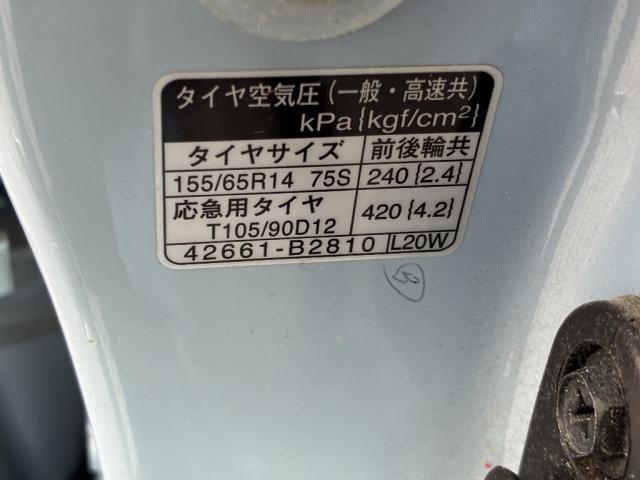 タイヤ空気圧(一般・高速共)
kPa{kgf/cm²}
タイヤサイズ 前後輪共
155/65R14 75S 240{2.4}
応急用タイヤ
T105/90D12 420{4.2}
42661-B2810 L20W